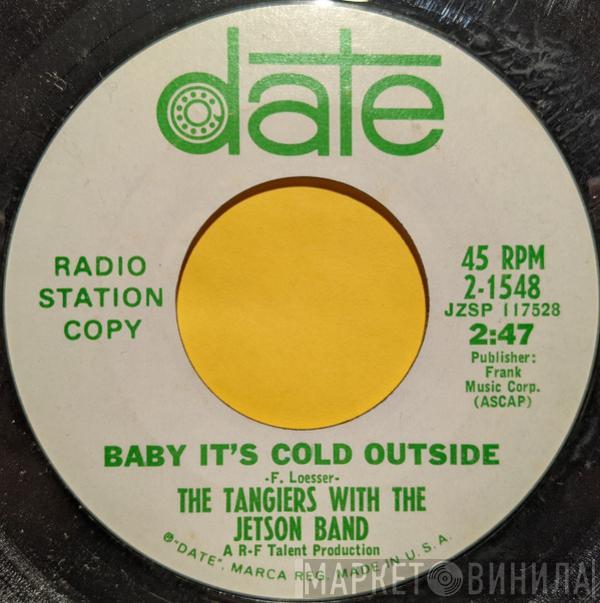 date
RADIO
STATION
COPY
45 RPM
2-1548
JZSP 117528
2:47
Publisher:
Frank
Music Corp.
(ASCAP)
BABY IT'S COLD OUTSIDE
-F. Loesser-
THE TANGIERS WITH THE
JETSON BAND
A R-F Talent Production
℗"DATE", MARCA REG. MADE IN U.S.A.
МАРКЕТ ВИНИЛА